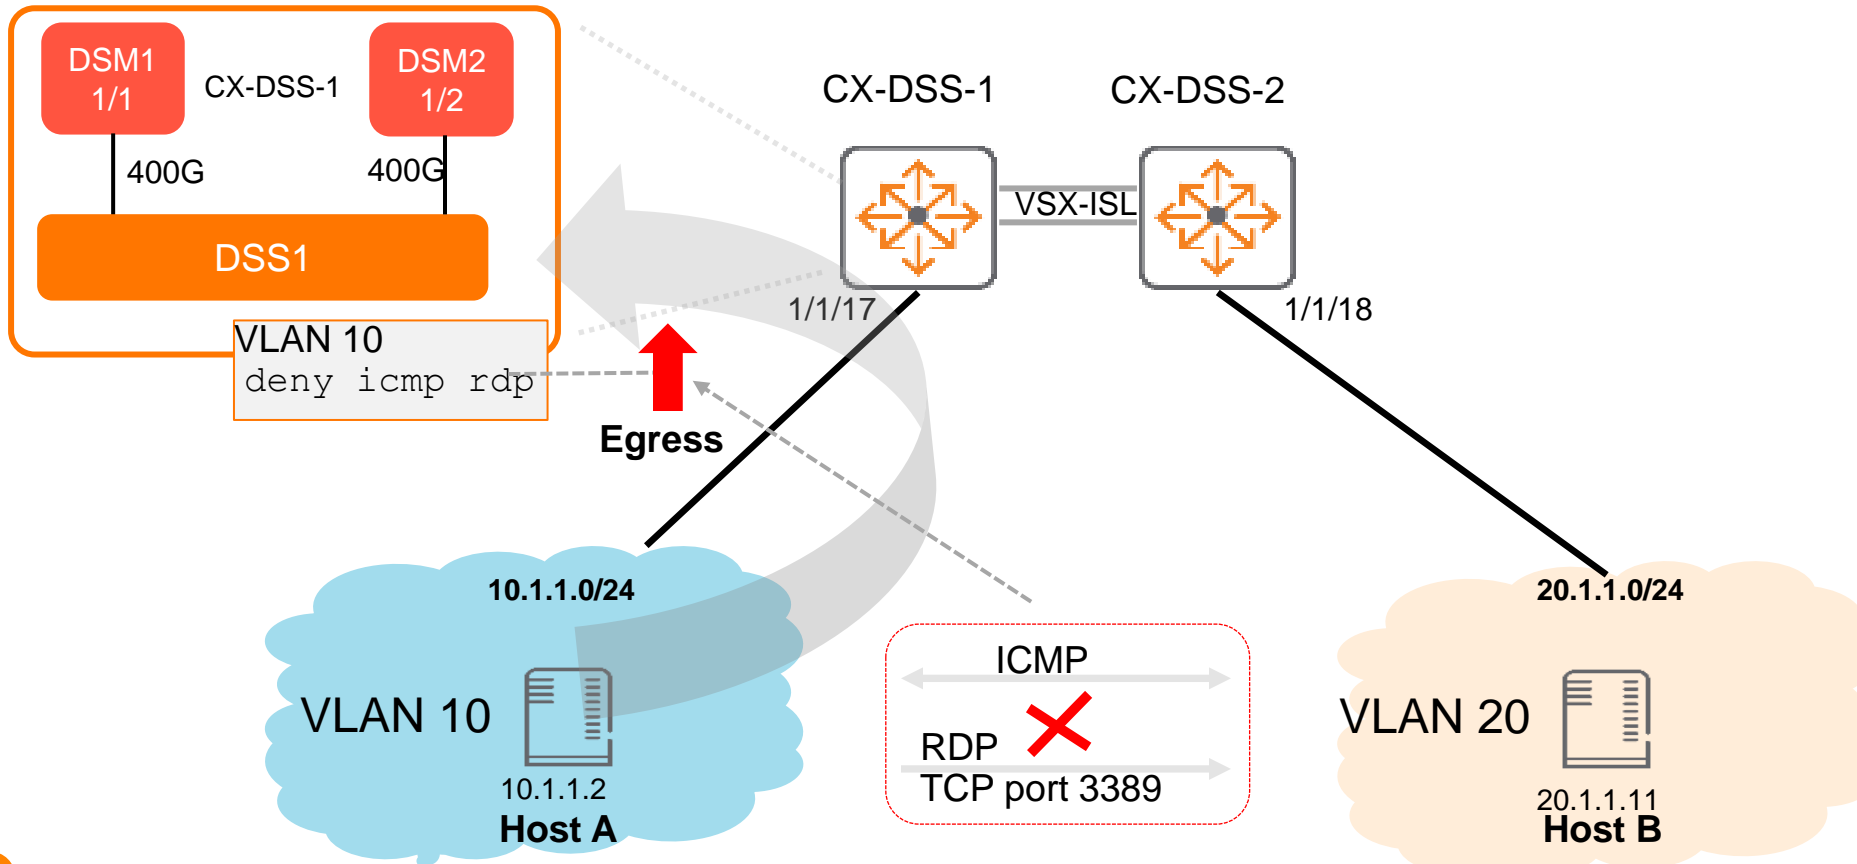 DSM1
1/1
CX-DSS-1
DSM2
1/2
400G
400G
DSS1
VLAN 10
deny icmp rdp
Egress
CX-DSS-1
CX-DSS-2
VSX-ISL
1/1/17
1/1/18
10.1.1.0/24
VLAN 10
10.1.1.2
Host A
ICMP
RDP
TCP port 3389
20.1.1.0/24
VLAN 20
20.1.1.11
Host B